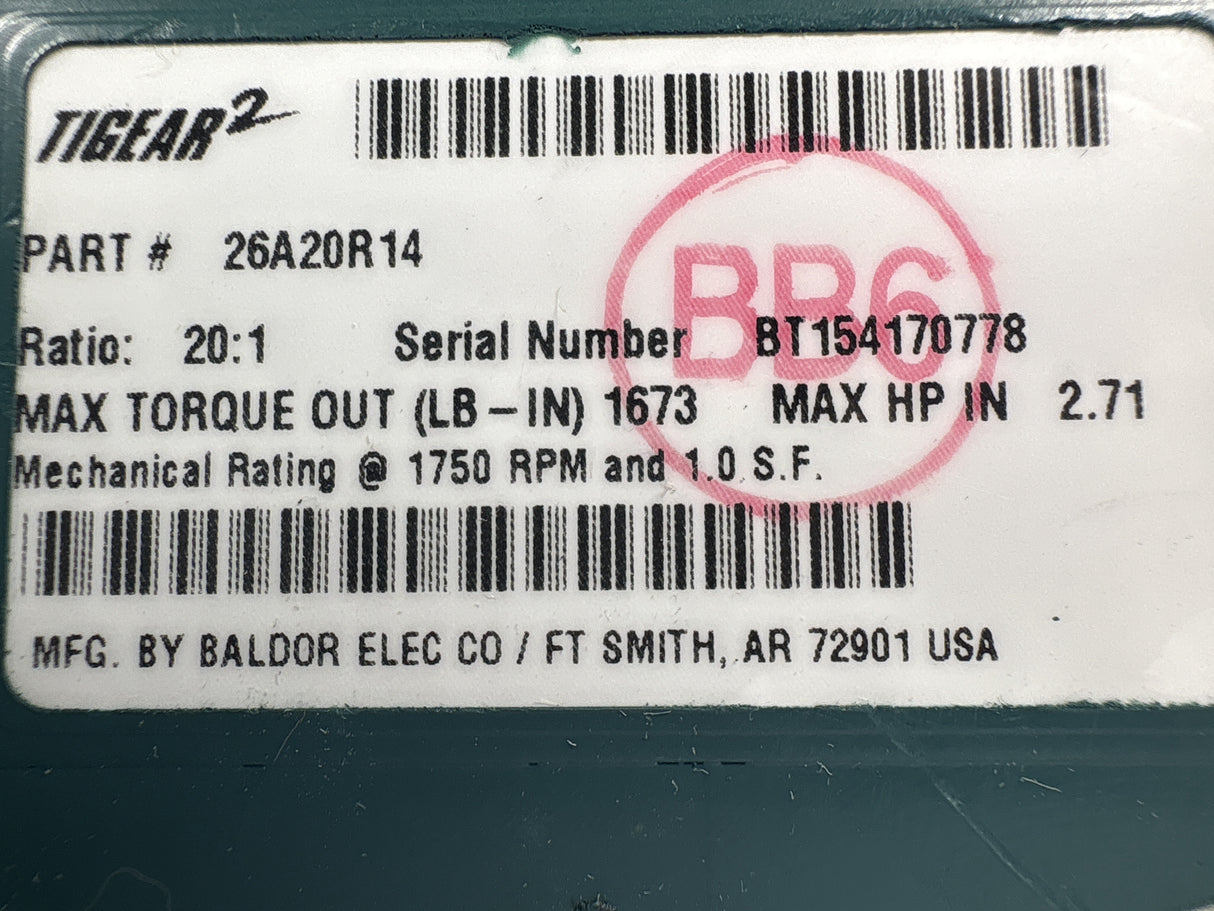 TIGEAR2
PART # 26A20R14
BB6
Ratio: 20:1 Serial Number BT154170778
MAX TORQUE OUT (LB-IN) 1673 MAX HP IN 2.71
Mechanical Rating @ 1750 RPM and 1.0 S.F.
MFG. BY BALDOR ELEC CO / FT SMITH, AR 72901 USA